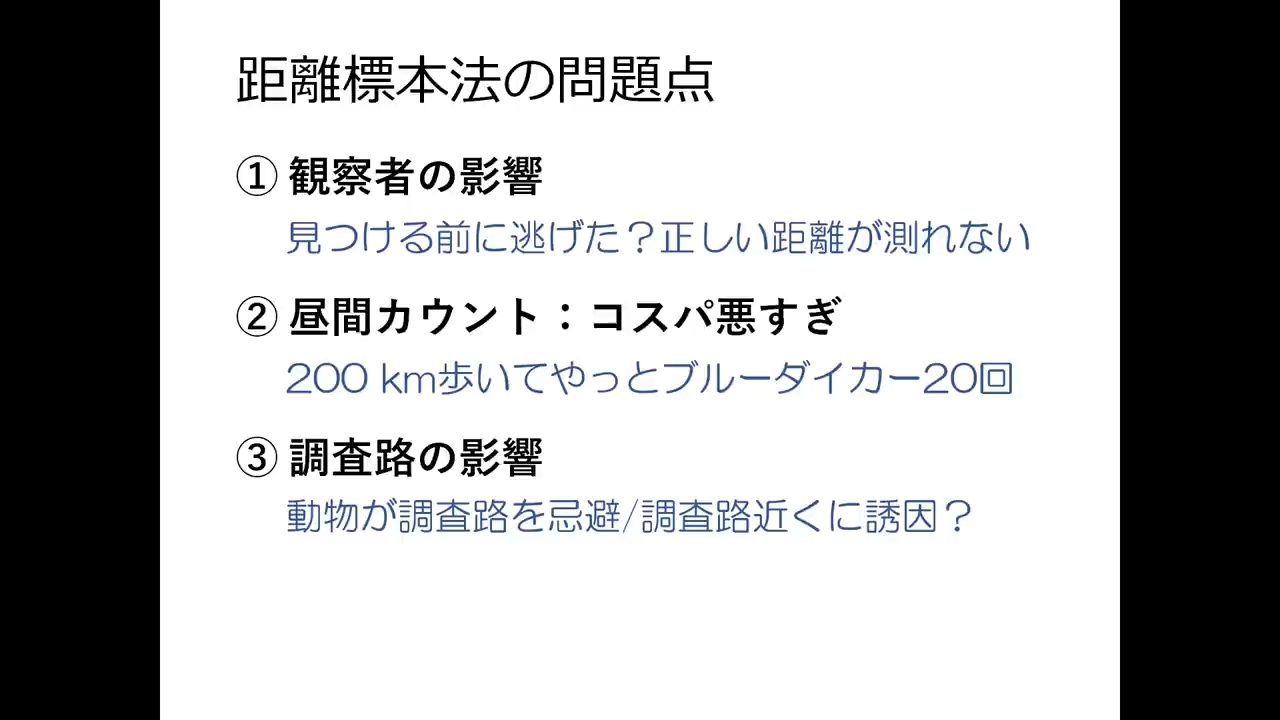 距離標本法の問題点
① 観察者の影響
見つける前に逃げた？正しい距離が測れない
② 昼間カウント：コスパ悪すぎ
200 km歩いてやっとブルーダイカー20回
③ 調査路の影響
動物が調査路を忌避/調査路近くに誘因？